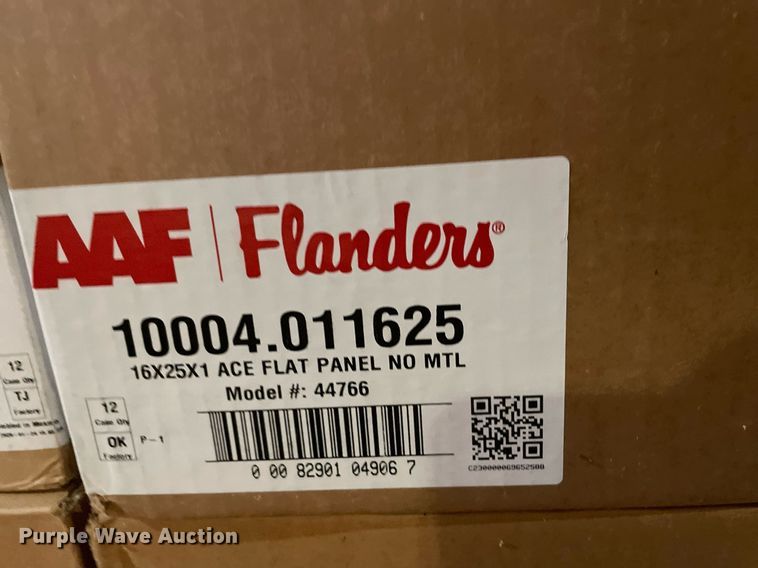 AAF | Flanders®
10004.011625
16X25X1 ACE FLAT PANEL NO MTL
Model #: 44766
12
Case Qty
OK
Factory
P-1
0 00 82901 04906 7
C230000069652588
12
Case Qty
TJ
Factory
Purple Wave Auction